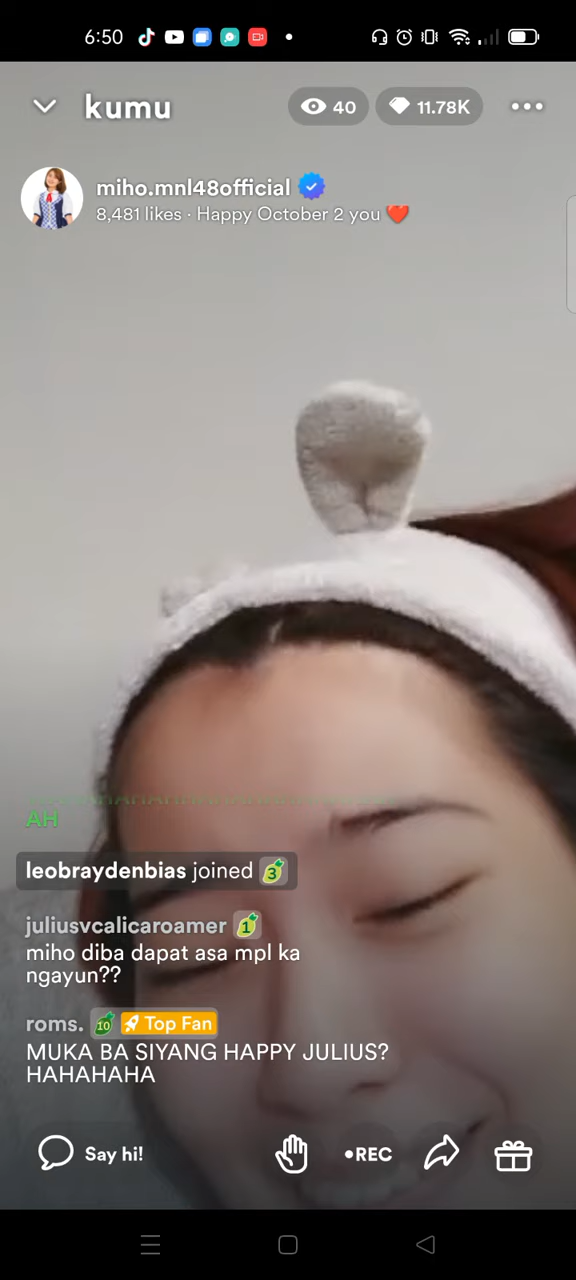 6:50
kumu
40
11.78K
miho.mnl48official
8,481 likes · Happy October 2 you ❤️
AH
leobraydenbias joined 3
juliusvcalicaroamer 1
miho diba dapat asa mpl ka
ngayun??
roms. 10 Top Fan
MUKA BA SIYANG HAPPY JULIUS?
HAHAHAHA
Say hi!
•REC